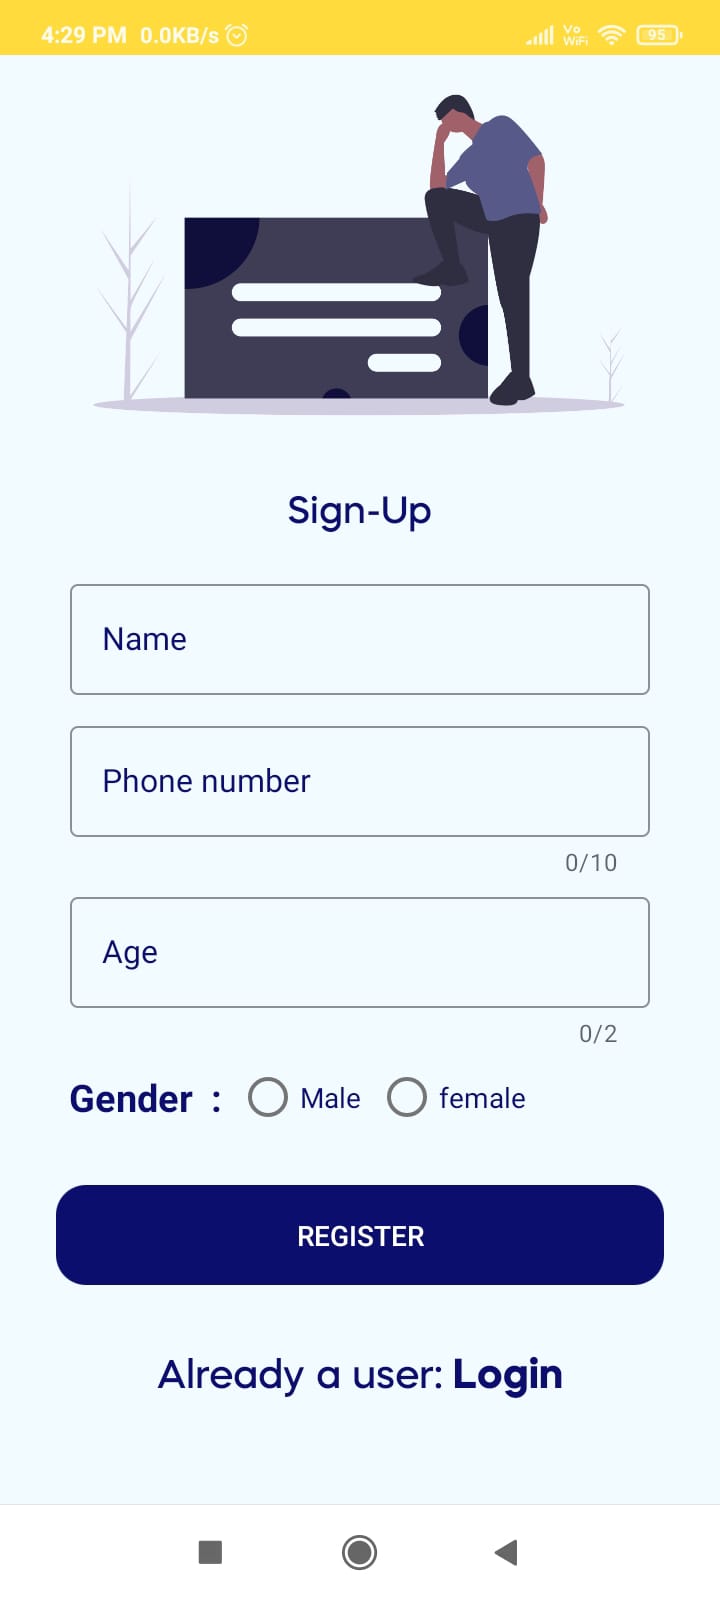 4:29 PM 0.0KB/s Vo WiFi 95
Sign-Up
Name
Phone number
0/10
Age
0/2
Gender : Male female
REGISTER
Already a user: Login